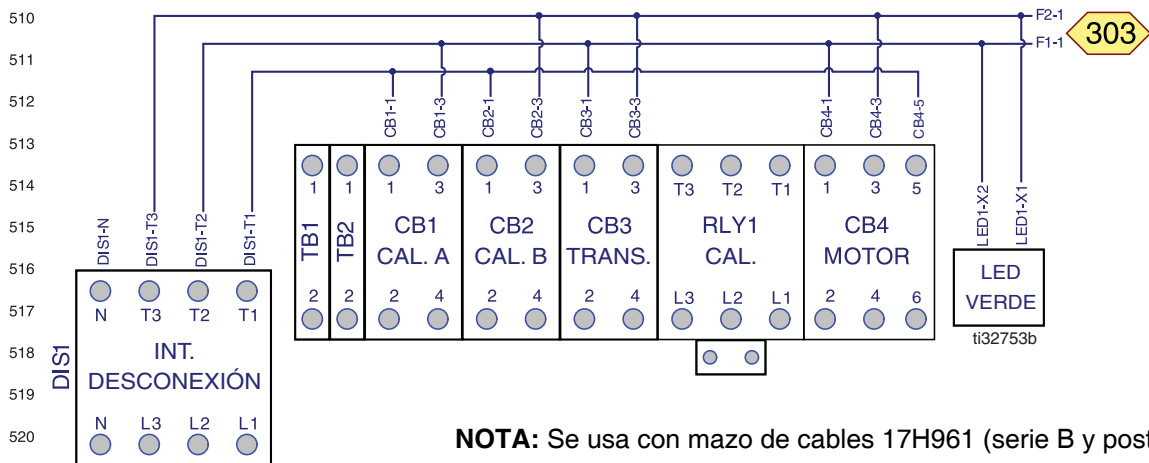 510
F2-1
303
F1-1
511
512
CB1-1
CB1-3
CB2-1
CB2-3
CB3-1
CB3-3
CB4-1
CB4-3
CB4-5
513
514
1
1
1 3
1 3
1 3
T3 T2 T1
1 3 5
515
DIS1-N
DIS1-T3
DIS1-T2
DIS1-T1
TB1
TB2
CB1
CAL. A
CB2
CAL. B
CB3
TRANS.
RLY1
CAL.
CB4
MOTOR
LED1-X2
LED1-X1
516
LED
VERDE
517
N T3 T2 T1
2
2
2 4
2 4
2 4
L3 L2 L1
2 4 6
ti32753b
518
DIS1
INT.
DESCONEXIÓN
519
N L3 L2 L1
520
NOTA: Se usa con mazo de cables 17H961 (serie B y post